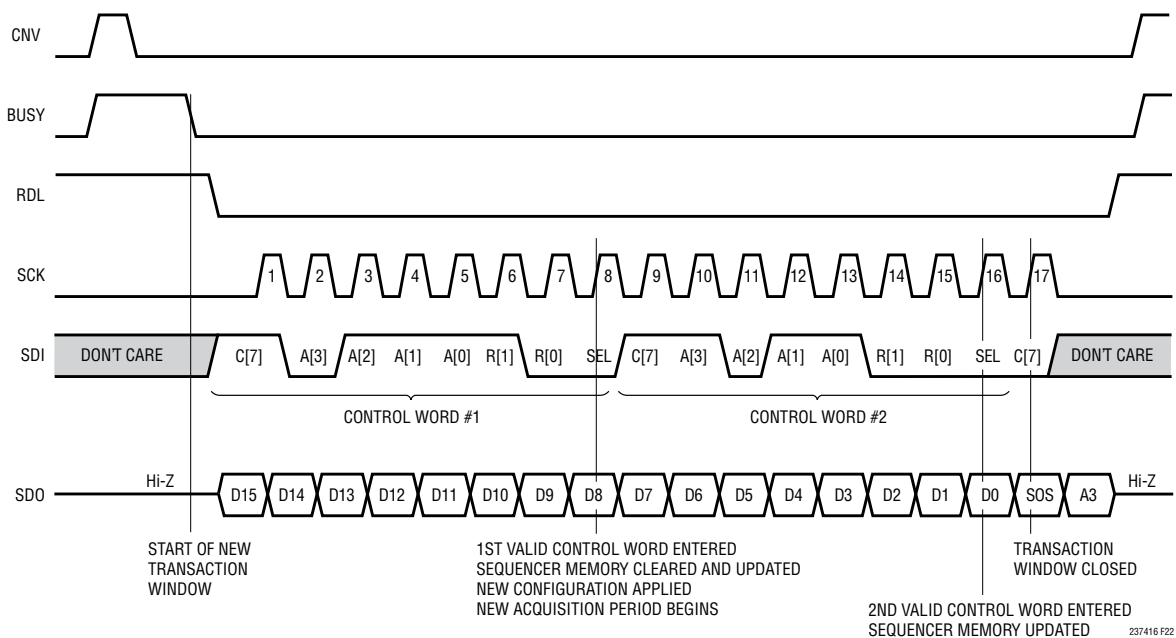 CNV
BUSY
RDL
SCK 1 2 3 4 5 6 7 8 9 10 11 12 13 14 15 16 17
SDI DON'T CARE C[7] A[3] A[2] A[1] A[0] R[1] R[0] SEL C[7] A[3] A[2] A[1] A[0] R[1] R[0] SEL C[7] DON'T CARE
CONTROL WORD #1 CONTROL WORD #2
SDO Hi-Z D15 D14 D13 D12 D11 D10 D9 D8 D7 D6 D5 D4 D3 D2 D1 D0 SOS A3 Hi-Z
START OF NEW
TRANSACTION
WINDOW
1ST VALID CONTROL WORD ENTERED
SEQUENCER MEMORY CLEARED AND UPDATED
NEW CONFIGURATION APPLIED
NEW ACQUISITION PERIOD BEGINS
TRANSACTION
WINDOW CLOSED
2ND VALID CONTROL WORD ENTERED
SEQUENCER MEMORY UPDATED
237416 F22